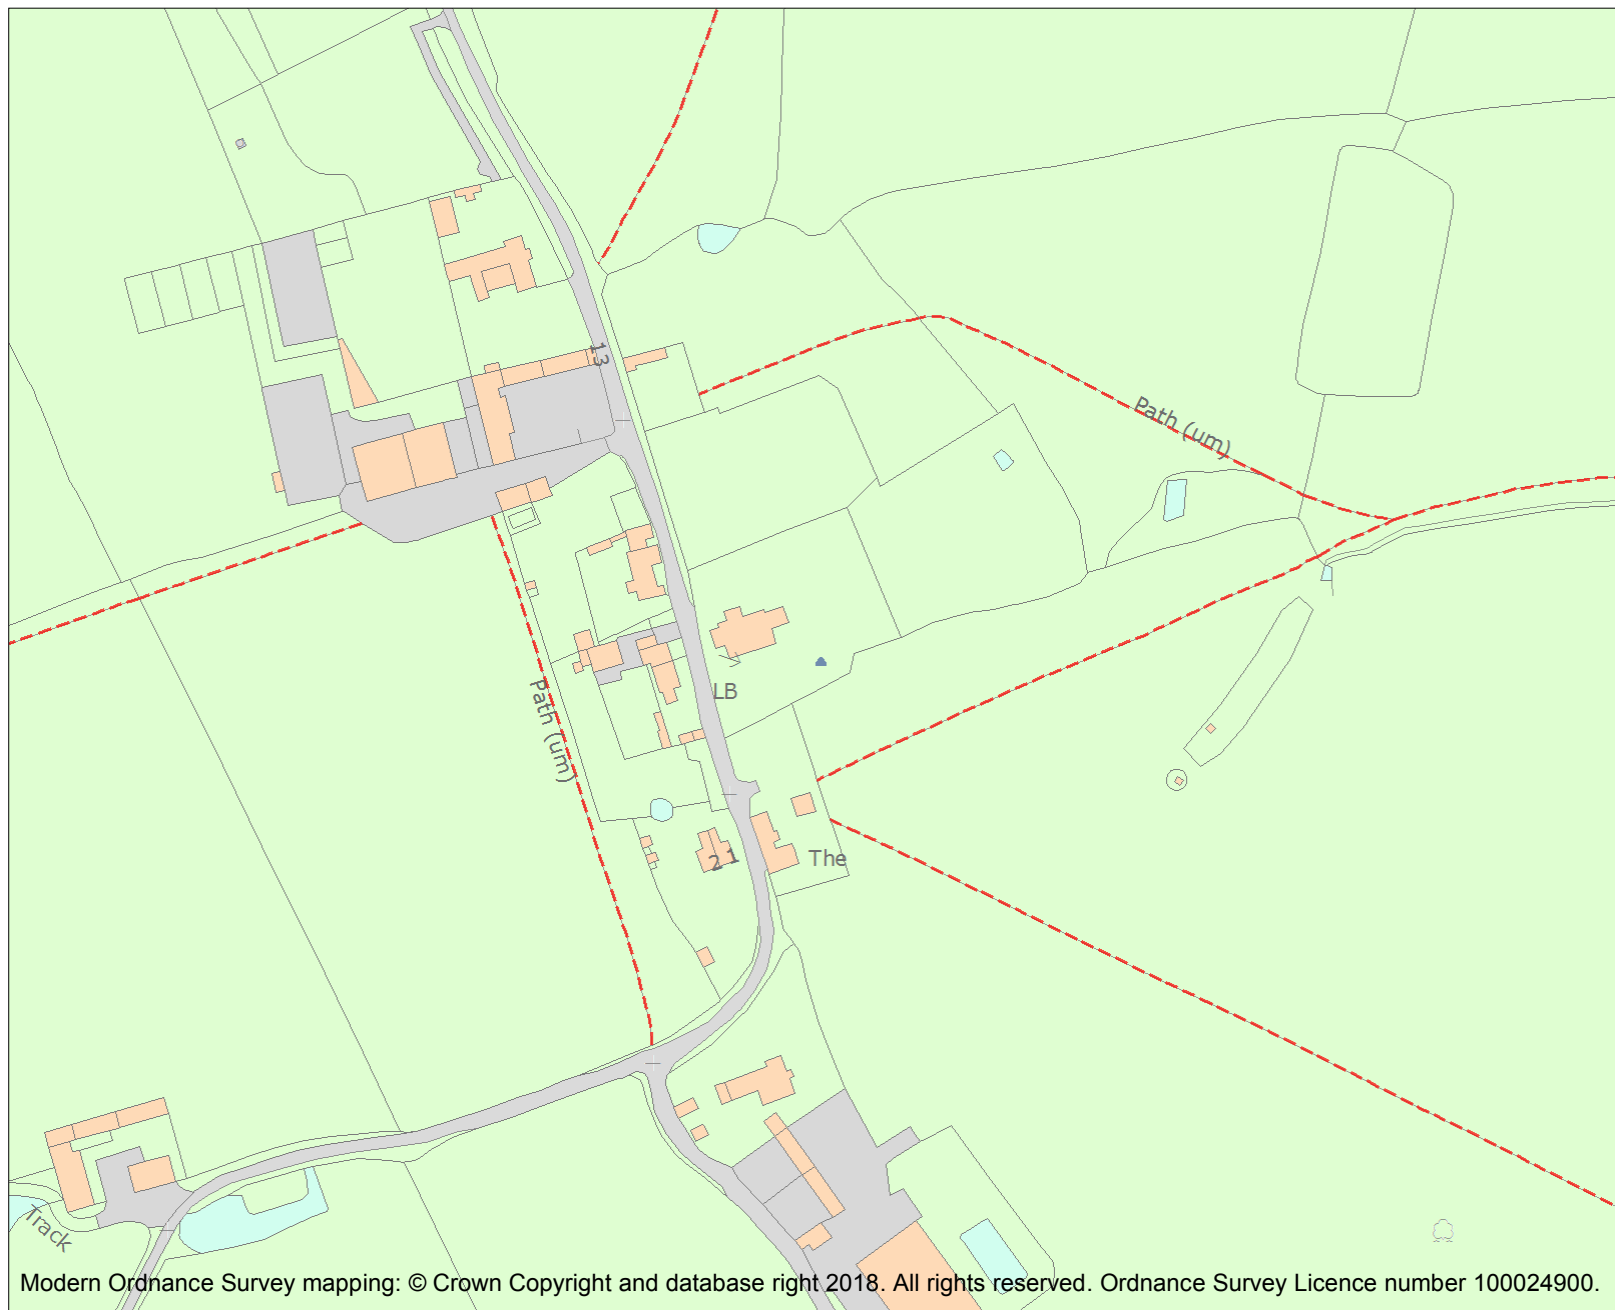 13
Path (um)
Path (um)
LB
2 1
The
Track
Modern Ordnance Survey mapping: © Crown Copyright and database right 2018. All rights reserved. Ordnance Survey Licence number 100024900.